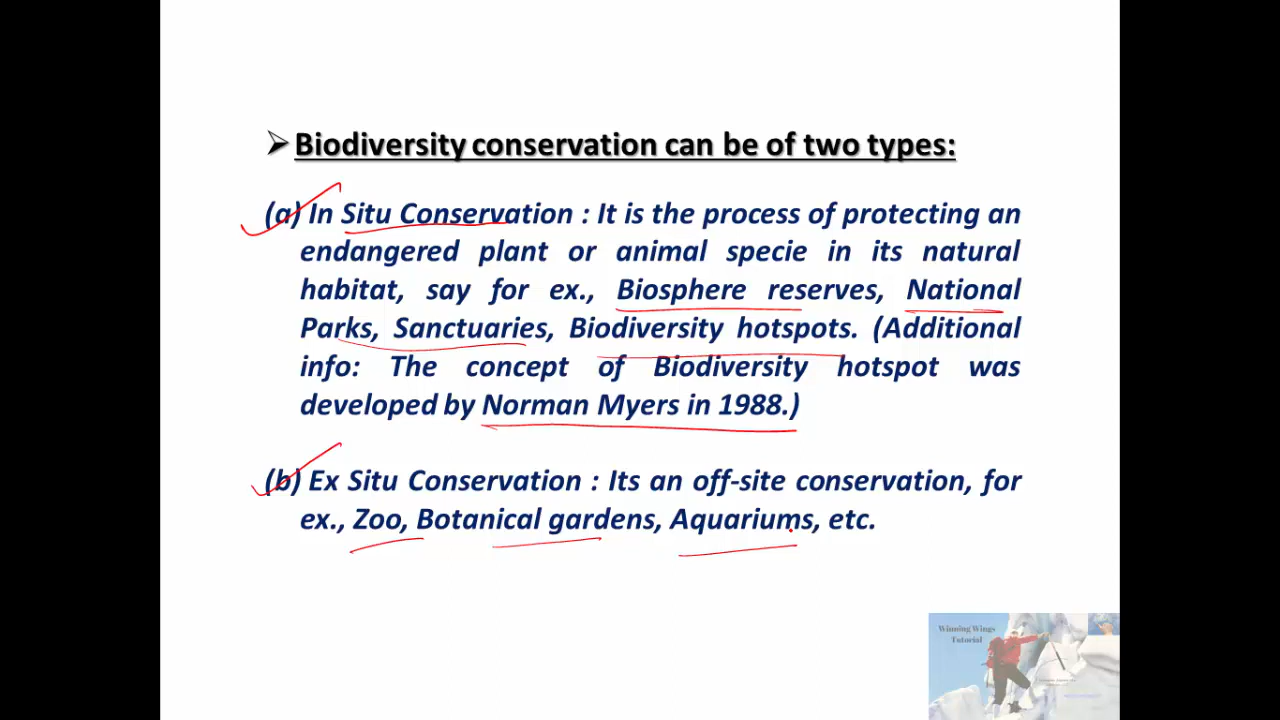 ➢ Biodiversity conservation can be of two types:
(a) In Situ Conservation : It is the process of protecting an
endangered plant or animal specie in its natural
habitat, say for ex., Biosphere reserves, National
Parks, Sanctuaries, Biodiversity hotspots. (Additional
info: The concept of Biodiversity hotspot was
developed by Norman Myers in 1988.)
(b) Ex Situ Conservation : Its an off-site conservation, for
ex., Zoo, Botanical gardens, Aquariums, etc.
Winning Wings
Tutorial